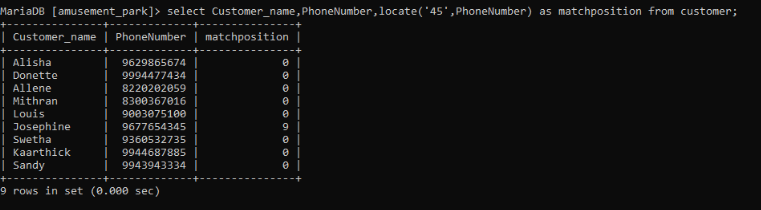 MariaDB [amusement_park]> select Customer_name,PhoneNumber,locate('45',PhoneNumber) as matchposition from customer;
+---------------+-------------+---------------+
| Customer_name | PhoneNumber | matchposition |
+---------------+-------------+---------------+
| Alisha        |  9629865674 |             0 |
| Donette       |  9994477434 |             0 |
| Allene        |  8220202059 |             0 |
| Mithran       |  8300367016 |             0 |
| Louis         |  9003075100 |             0 |
| Josephine     |  9677654345 |             9 |
| Swetha        |  9360532735 |             0 |
| Kaarthick     |  9944687885 |             0 |
| Sandy         |  9943943334 |             0 |
+---------------+-------------+---------------+
9 rows in set (0.000 sec)